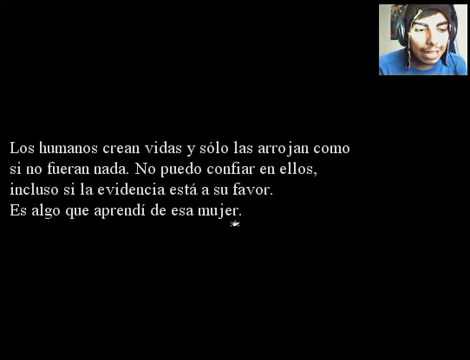 Los humanos crean vidas y sólo las arrojan como
si no fueran nada. No puedo confiar en ellos,
incluso si la evidencia está a su favor.
Es algo que aprendí de esa mujer.